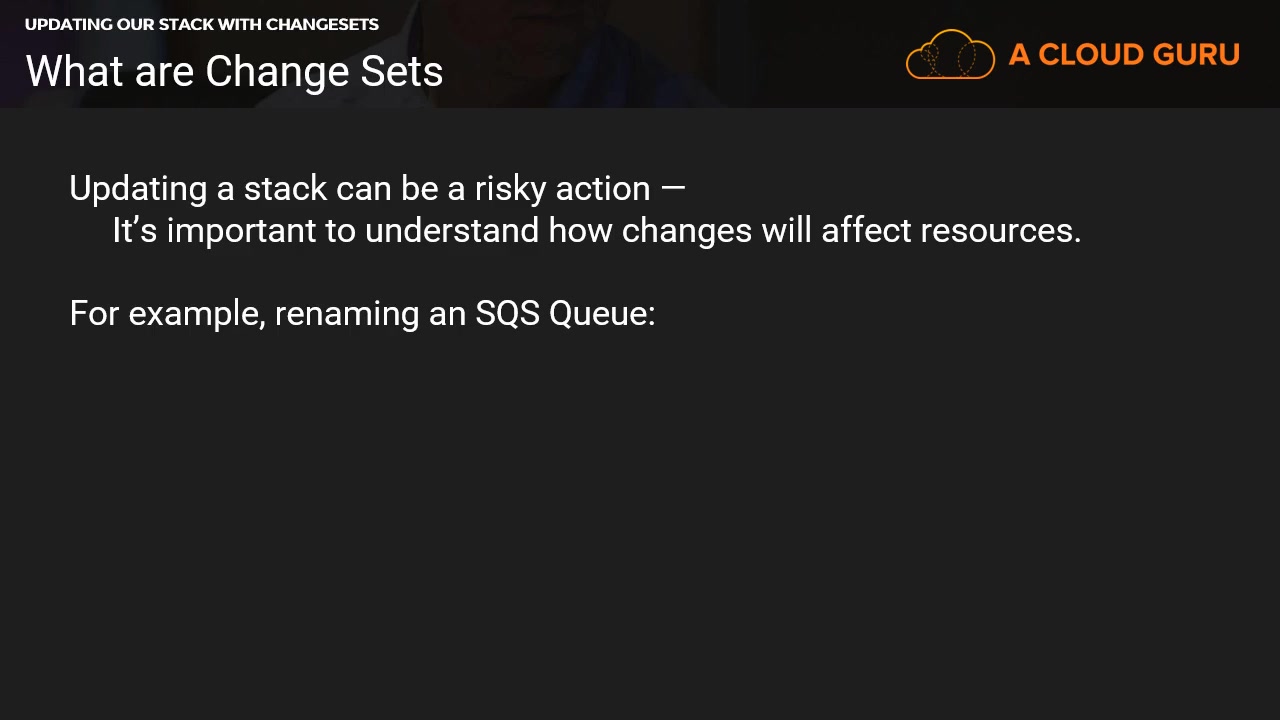 UPDATING OUR STACK WITH CHANGESETS
What are Change Sets
A CLOUD GURU
Updating a stack can be a risky action —
It’s important to understand how changes will affect resources.
For example, renaming an SQS Queue: